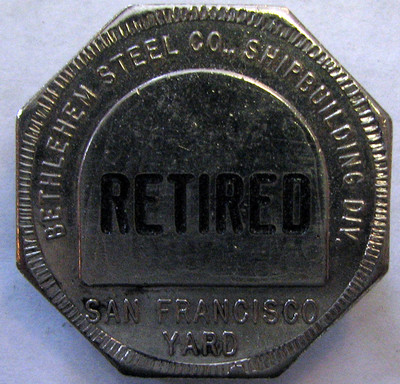 BETHLEHEM STEEL CO., SHIPBUILDING DIV.
RETIRED
SAN FRANCISCO
YARD